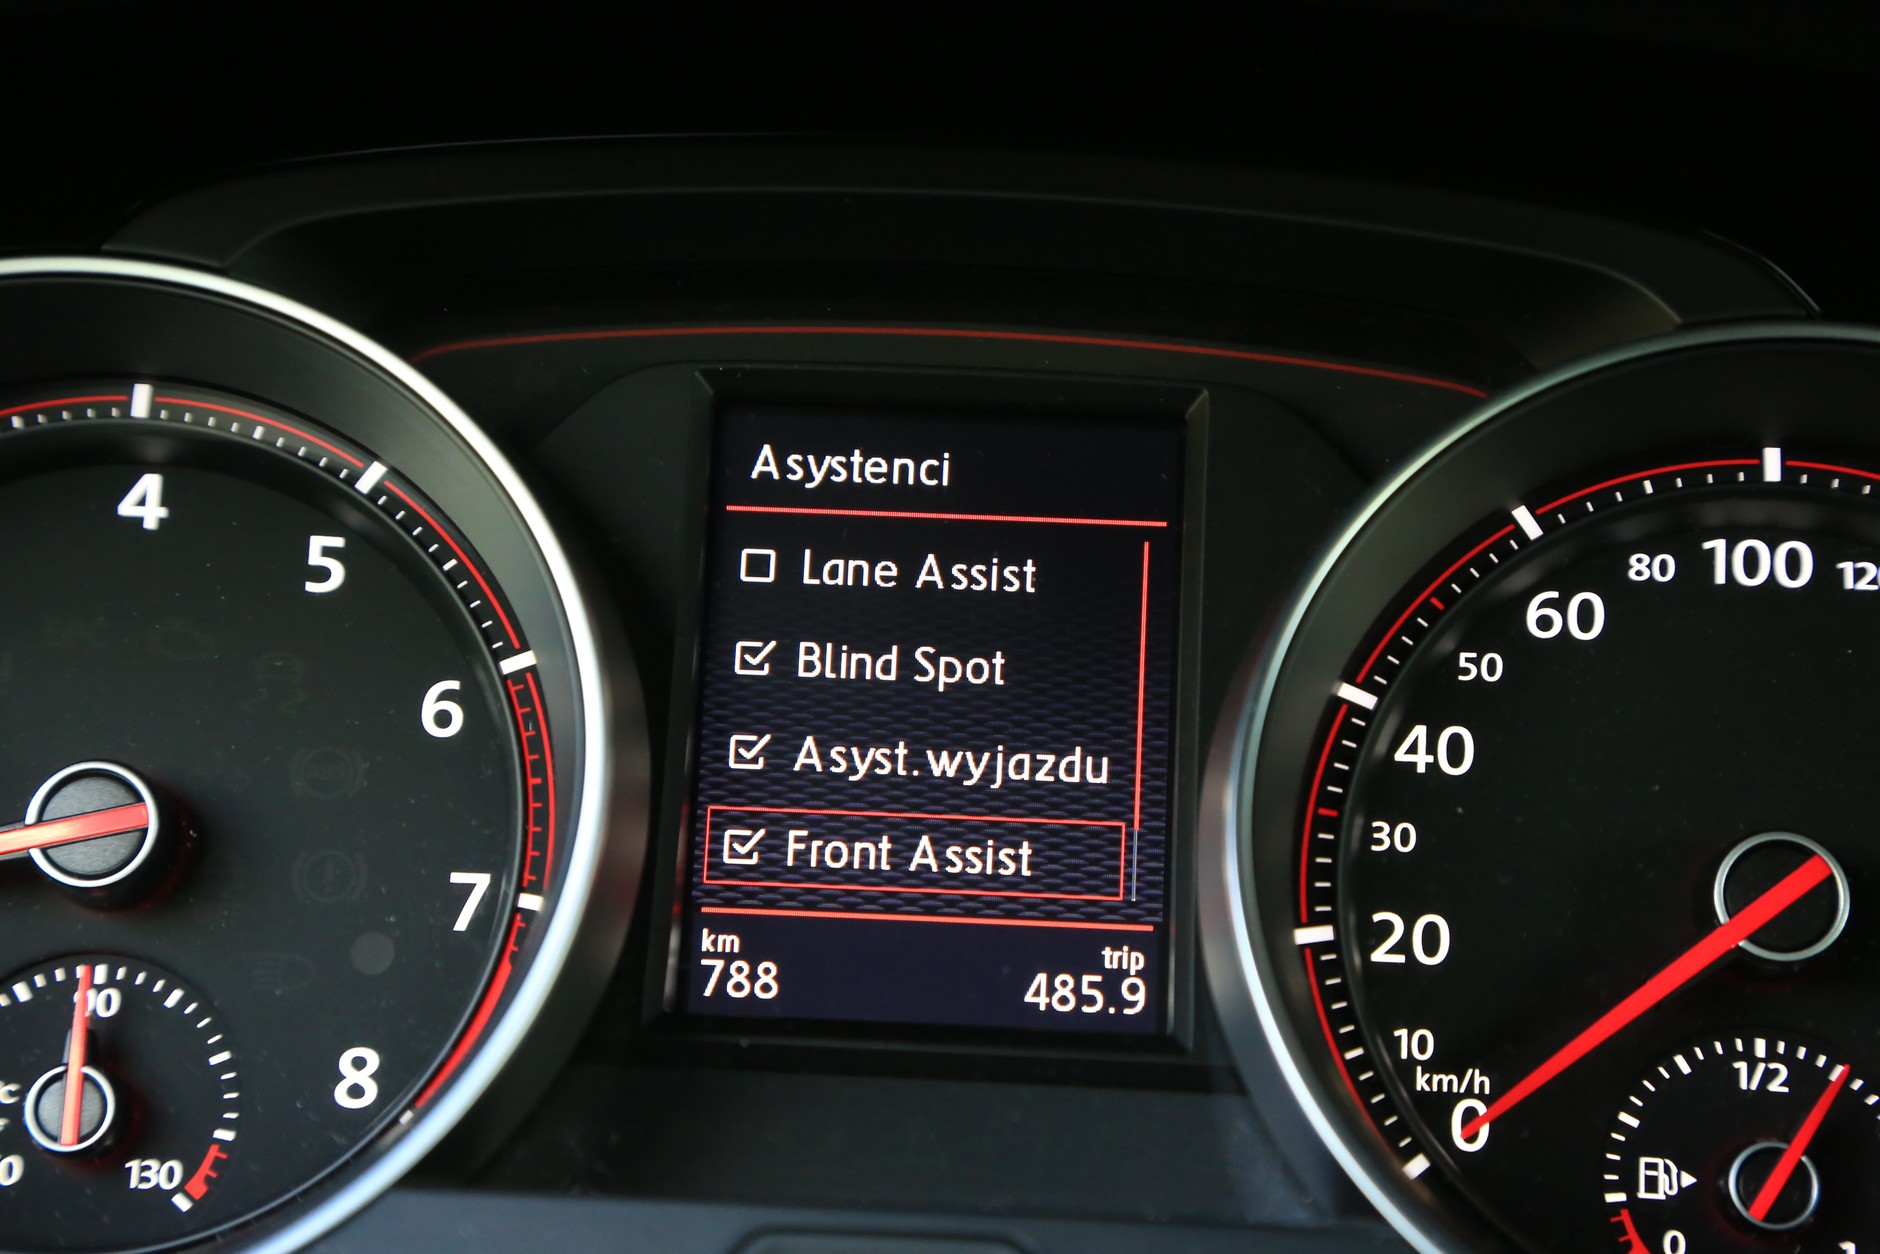 Asystenci
Lane Assist
Blind Spot
Asyst.wyjazdu
Front Assist
km
788
trip
485.9
4
5
6
7
8
90
130
100
80
60
50
40
30
20
10
km/h
0
1/2
0